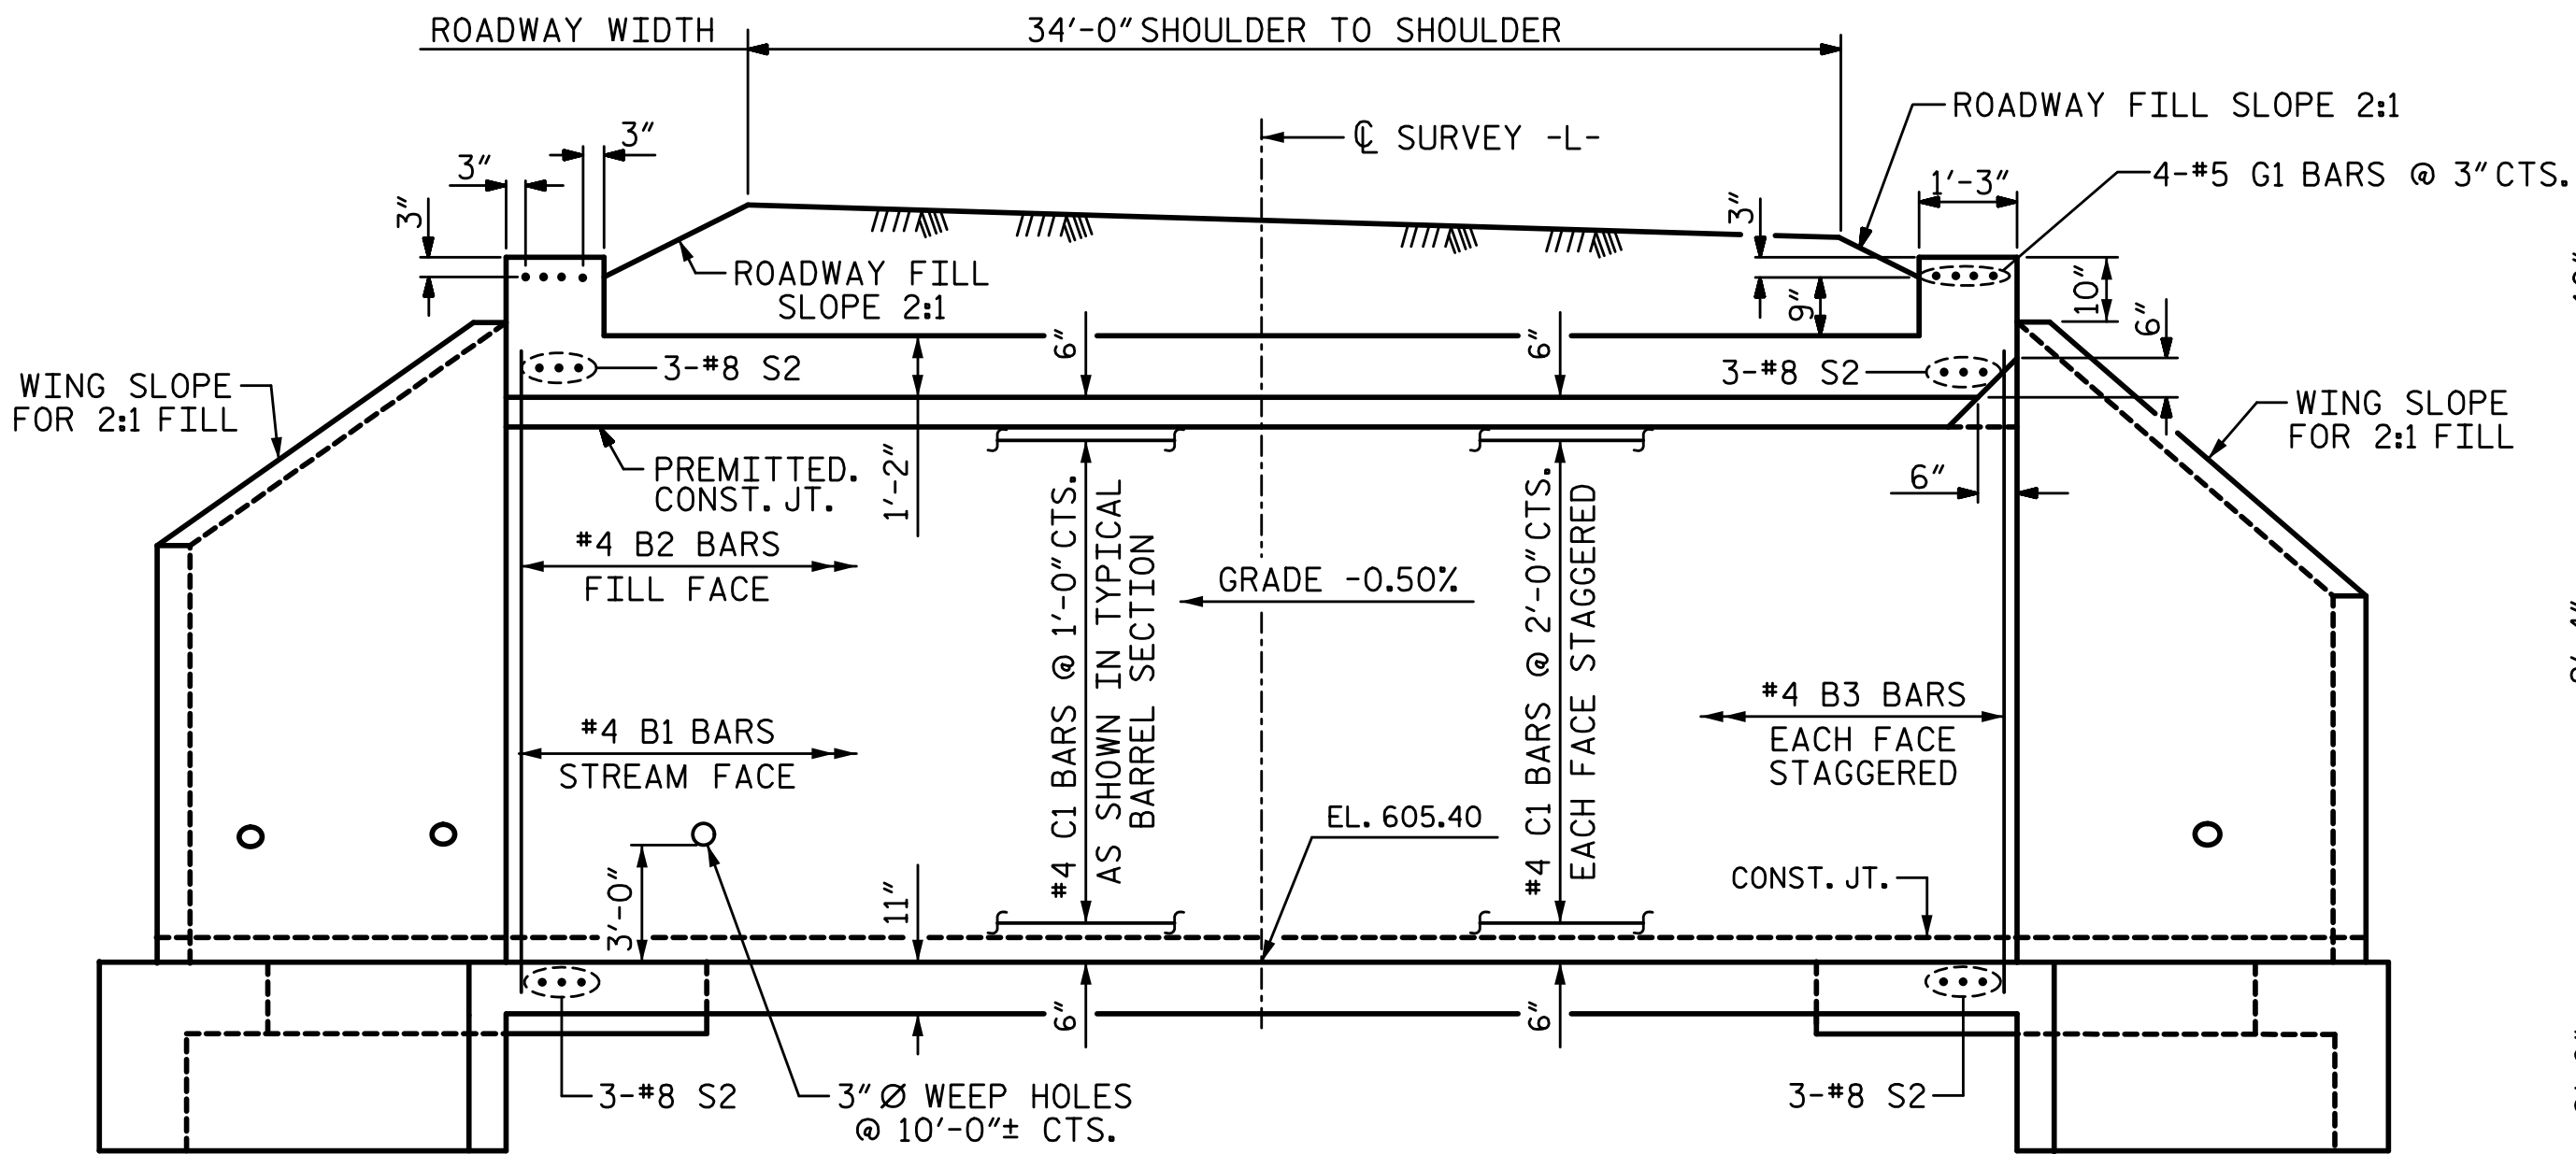 ROADWAY WIDTH
34'-0" SHOULDER TO SHOULDER
ROADWAY FILL SLOPE 2:1
℄ SURVEY -L-
3"
3"
3"
4-#5 G1 BARS @ 3" CTS.
1'-3"
3"
ROADWAY FILL
SLOPE 2:1
9"
10"
6"
6"
6"
3-#8 S2
3-#8 S2
WING SLOPE
FOR 2:1 FILL
WING SLOPE
FOR 2:1 FILL
PREMITTED.
CONST. JT.
1'-2"
6"
#4 B2 BARS
FILL FACE
#4 C1 BARS @ 1'-0" CTS.
AS SHOWN IN TYPICAL
BARREL SECTION
GRADE -0.50%
#4 C1 BARS @ 2'-0" CTS.
EACH FACE STAGGERED
#4 B3 BARS
EACH FACE
STAGGERED
#4 B1 BARS
STREAM FACE
EL. 605.40
CONST. JT.
3'-0"
11"
6"
6"
3-#8 S2
3" Ø WEEP HOLES
@ 10'-0"± CTS.
3-#8 S2